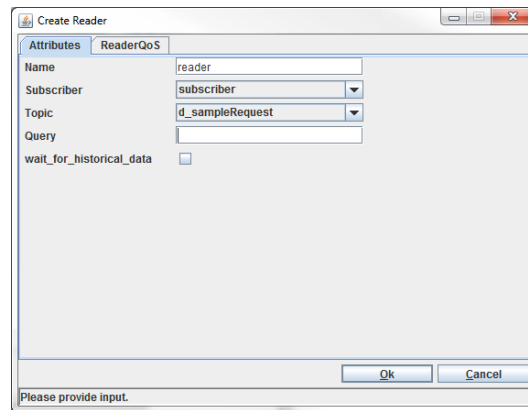 Create Reader
Attributes ReaderQoS
Name reader
Subscriber subscriber
Topic d_sampleRequest
Query
wait_for_historical_data
Ok Cancel
Please provide input.